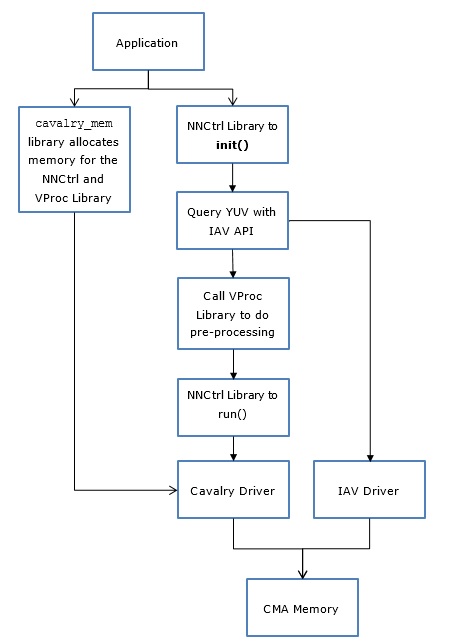 Application
cavalry_mem
library allocates
memory for the
NNCtrl and
VProc Library
NNCtrl Library to
init()
Query YUV with
IAV API
Call VProc
Library to do
pre-processing
NNCtrl Library to
run()
Cavalry Driver
IAV Driver
CMA Memory